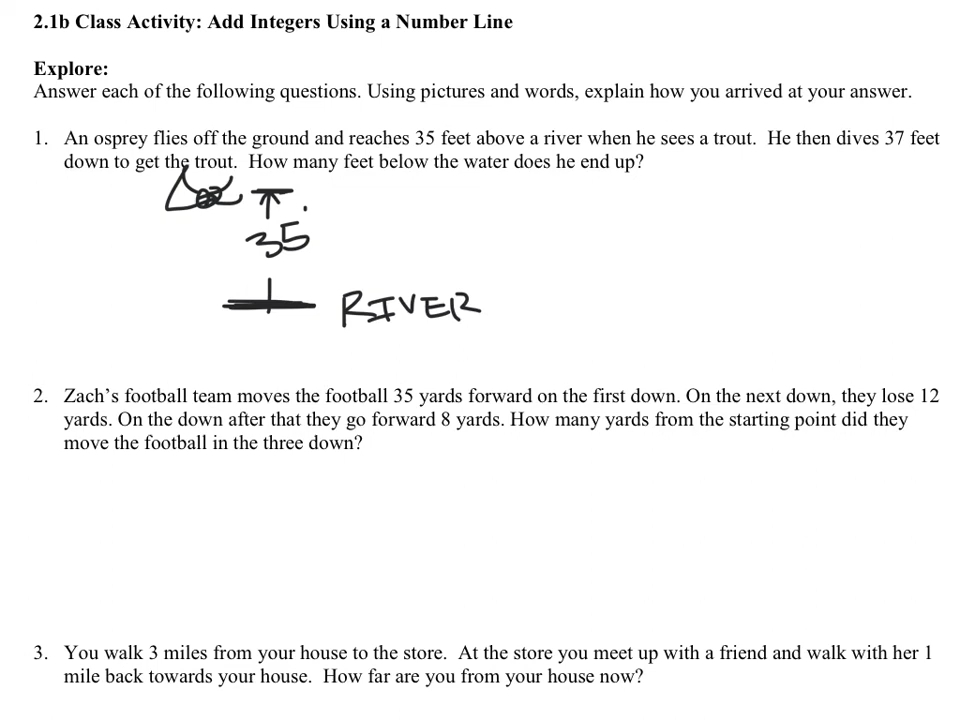 2.1b Class Activity: Add Integers Using a Number Line
Explore:
Answer each of the following questions. Using pictures and words, explain how you arrived at your answer.
1. An osprey flies off the ground and reaches 35 feet above a river when he sees a trout. He then dives 37 feet
down to get the trout. How many feet below the water does he end up?
35
RIVER
2. Zach's football team moves the football 35 yards forward on the first down. On the next down, they lose 12
yards. On the down after that they go forward 8 yards. How many yards from the starting point did they
move the football in the three down?
3. You walk 3 miles from your house to the store. At the store you meet up with a friend and walk with her 1
mile back towards your house. How far are you from your house now?